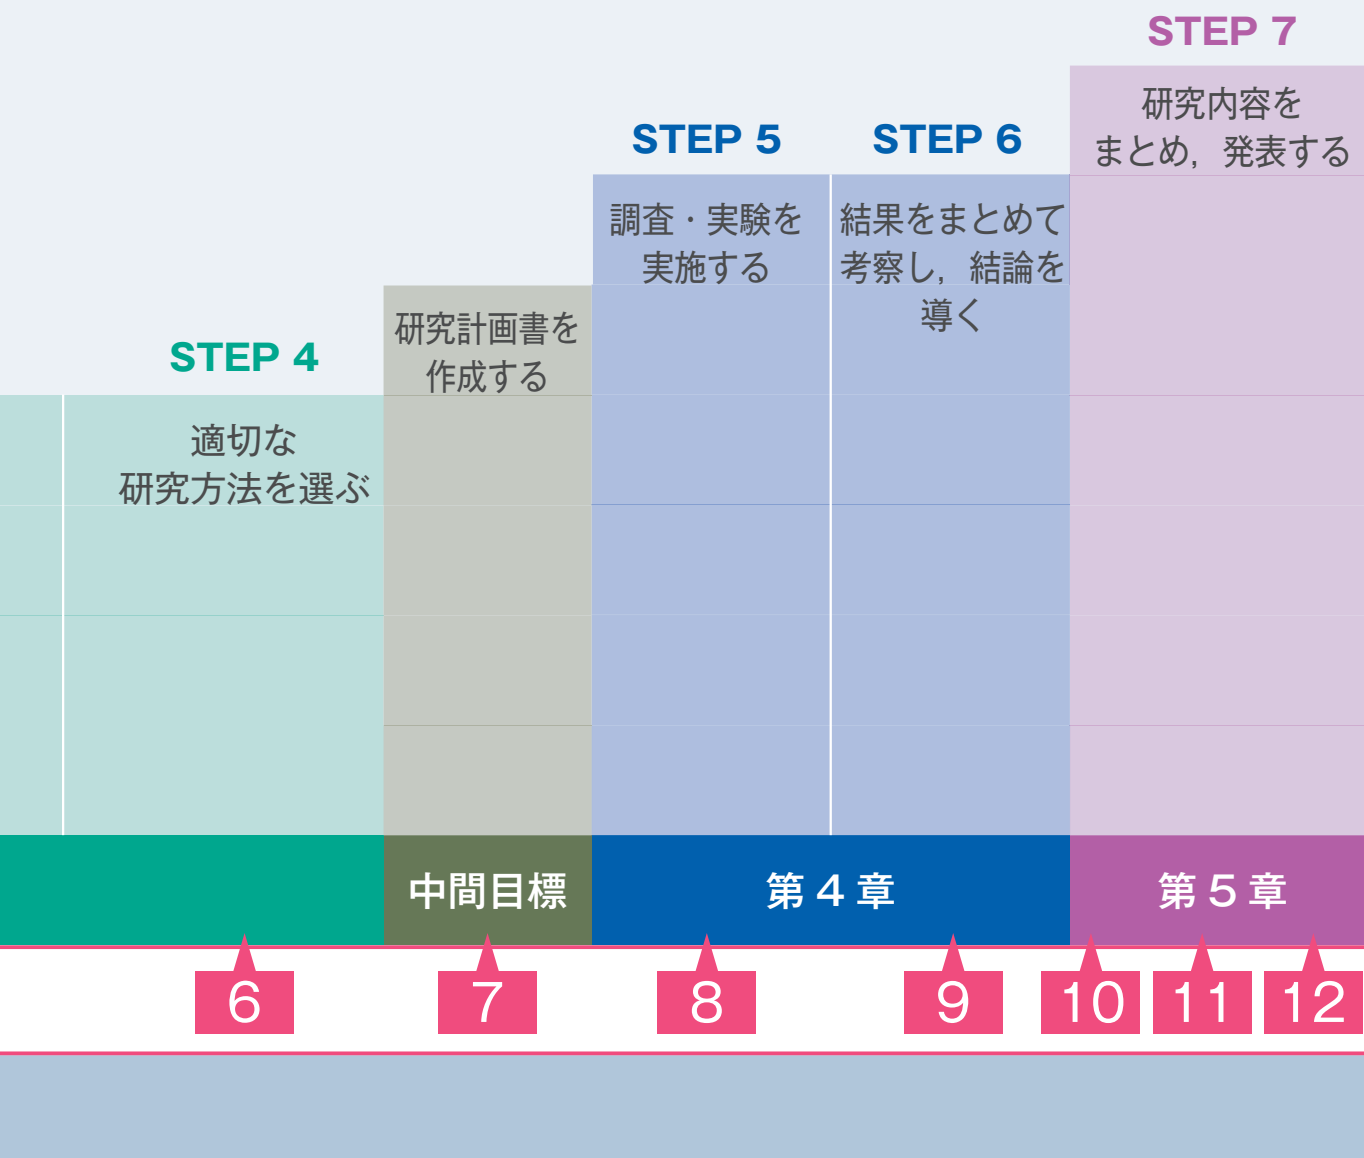 STEP 4
適切な
研究方法を選ぶ
研究計画書を
作成する
STEP 5
調査・実験を
実施する
STEP 6
結果をまとめて
考察し，結論を
導く
STEP 7
研究内容を
まとめ，発表する
中間目標
第4章
第5章
6
7
8
9
10
11
12